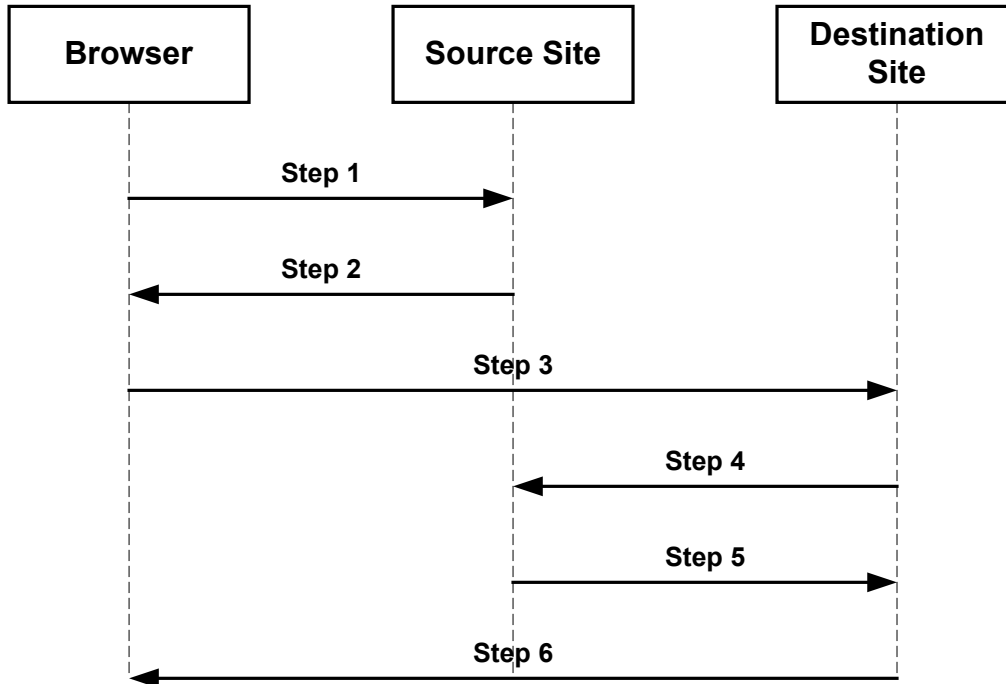 Browser
Source Site
Destination
Site
Step 1
Step 2
Step 3
Step 4
Step 5
Step 6